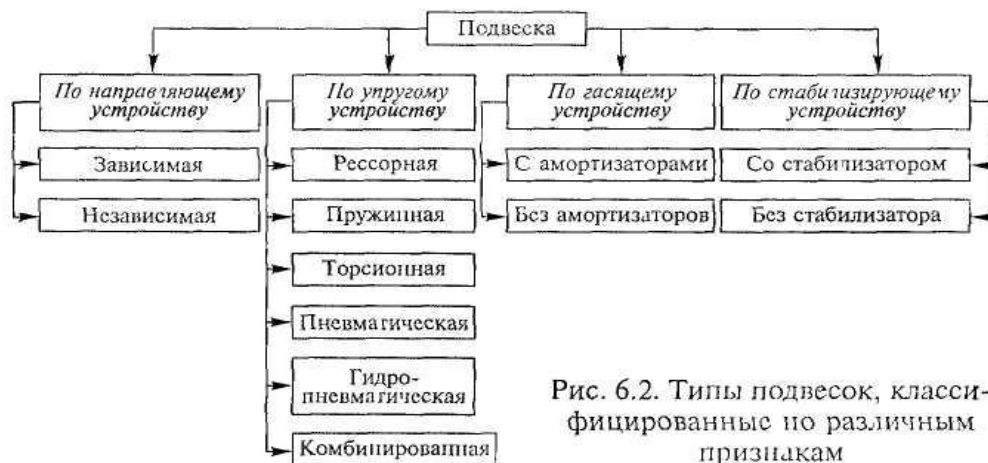 Подвеска
По направляющему
устройству
По упругому
устройству
По гасящему
устройству
По стабилизирующему
устройству
Зависимая
Независимая
Рессорная
Пружинная
Торсионная
Пневматическая
Гидро-
пневматическая
Комбинированная
С амортизаторами
Без амортизаторов
Со стабилизатором
Без стабилизатора
Рис. 6.2. Типы подвесок, класси-
фицированные по различным
признакам